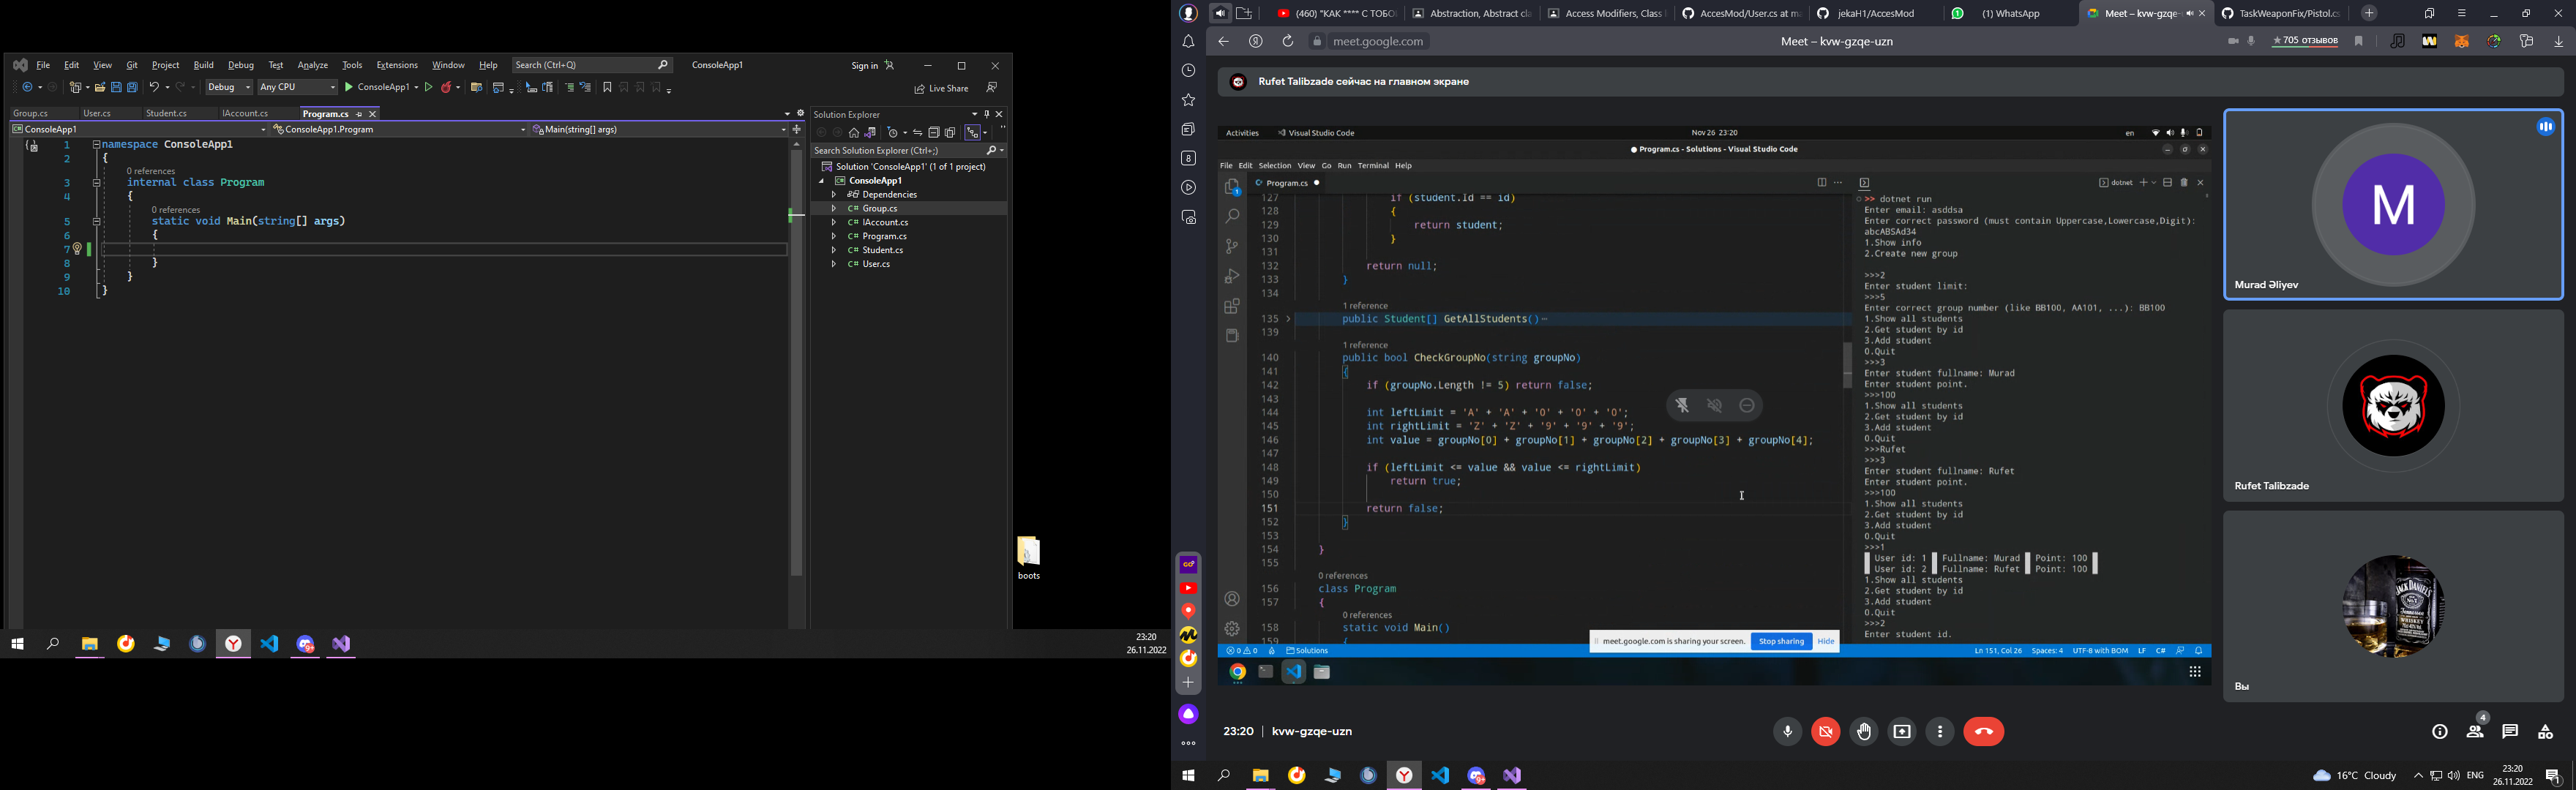 File Edit View Git Project Build Debug Test Analyze Tools Extensions Window Help Search (Ctrl+Q) ConsoleApp1 Sign in
Debug Any CPU ConsoleApp1 Live Share
Group.cs User.cs Student.cs IAccount.cs Program.cs
ConsoleApp1 ConsoleApp1.Program Main(string[] args)
1 namespace ConsoleApp1
2 {
0 references
3 internal class Program
4 {
0 references
5 static void Main(string[] args)
6 {
7
8 }
9 }
10 }
Solution Explorer
Search Solution Explorer (Ctrl+;)
Solution 'ConsoleApp1' (1 of 1 project)
ConsoleApp1
Dependencies
C# Group.cs
C# IAccount.cs
C# Program.cs
C# Student.cs
C# User.cs
boots
23:20
26.11.2022
(460) "КАК **** С ТОБО
Abstraction, Abstract cla
Access Modifiers, Class
AccesMod/User.cs at ma
jekaH1/AccesMod
(1) WhatsApp
Meet – kvw-gzqe-
TaskWeaponFix/Pistol.cs
meet.google.com
Meet – kvw-gzqe-uzn
705 отзывов
Rufet Talibzade сейчас на главном экране
Activities Visual Studio Code Nov 26 23:20 en
Program.cs - Solutions - Visual Studio Code
File Edit Selection View Go Run Terminal Help
Program.cs
127 if (student.Id == id)
128 {
129 return student;
130 }
131
132 return null;
133 }
134
1 reference
135 public Student[] GetAllStudents()
139
1 reference
140 public bool CheckGroupNo(string groupNo)
141 {
142 if (groupNo.Length != 5) return false;
143
144 int leftLimit = 'A' + 'A' + '0' + '0' + '0';
145 int rightLimit = 'Z' + 'Z' + '9' + '9' + '9';
146 int value = groupNo[0] + groupNo[1] + groupNo[2] + groupNo[3] + groupNo[4];
147
148 if (leftLimit <= value && value <= rightLimit)
149 return true;
150
151 return false;
152 }
153
154 }
155
0 references
156 class Program
157 {
0 references
158 static void Main()
159 {
dotnet
>> dotnet run
Enter email: asddsa
Enter correct password (must contain Uppercase,Lowercase,Digit):
abcABSAd34
1.Show info
2.Create new group
>>>2
Enter student limit:
>>>5
Enter correct group number (like BB100, AA101, ...): BB100
1.Show all students
2.Get student by id
3.Add student
0.Quit
>>>3
Enter student fullname: Murad
Enter student point.
>>>100
1.Show all students
2.Get student by id
3.Add student
0.Quit
>>>Rufet
>>>3
Enter student fullname: Rufet
Enter student point.
>>>100
1.Show all students
2.Get student by id
3.Add student
0.Quit
>>>1
User id: 1 Fullname: Murad Point: 100
User id: 2 Fullname: Rufet Point: 100
1.Show all students
2.Get student by id
3.Add student
0.Quit
>>>2
Enter student id.
meet.google.com is sharing your screen. Stop sharing Hide
0 0 Solutions Ln 151, Col 26 Spaces: 4 UTF-8 with BOM LF C#
M
Murad Əliyev
Rufet Talibzade
JACK DANIEL'S
Вы
23:20 | kvw-gzqe-uzn
4
16°C Cloudy ENG 23:20
26.11.2022